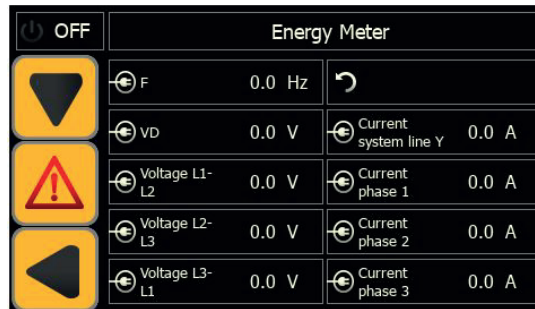 OFF
Energy Meter
F 0.0 Hz
VD 0.0 V
Current
system line Y 0.0 A
Voltage L1-
L2 0.0 V
Current
phase 1 0.0 A
Voltage L2-
L3 0.0 V
Current
phase 2 0.0 A
Voltage L3-
L1 0.0 V
Current
phase 3 0.0 A